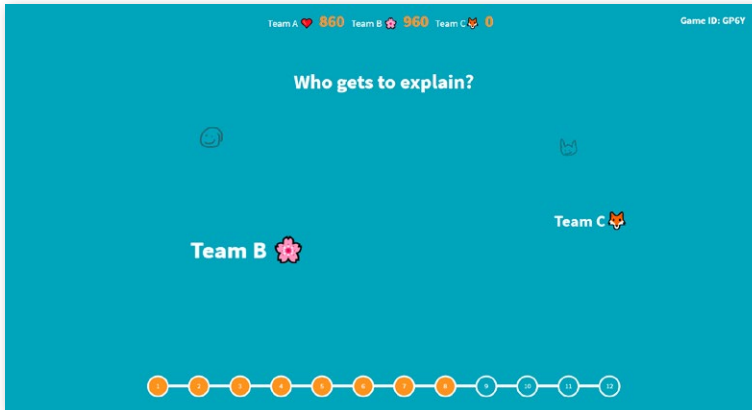 Team A ❤️ 860 Team B 🌸 960 Team C 🦊 0
Game ID: GP6Y
Who gets to explain?
Team C 🦊
Team B 🌸
1 2 3 4 5 6 7 8 9 10 11 12